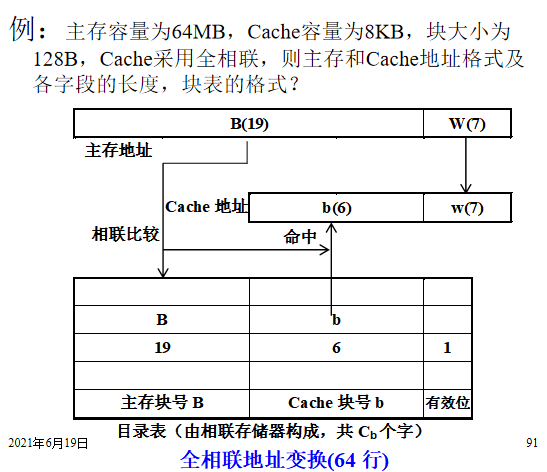 例：主存容量为64MB，Cache容量为8KB，块大小为
128B，Cache采用全相联，则主存和Cache地址格式及
各字段的长度，块表的格式？
B(19) W(7)
主存地址
Cache 地址 b(6) w(7)
相联比较 命中
B b
19 6 1
主存块号 B Cache 块号 b 有效位
目录表（由相联存储器构成，共 Cb 个字）
2021年6月19日 91
全相联地址变换(64 行)